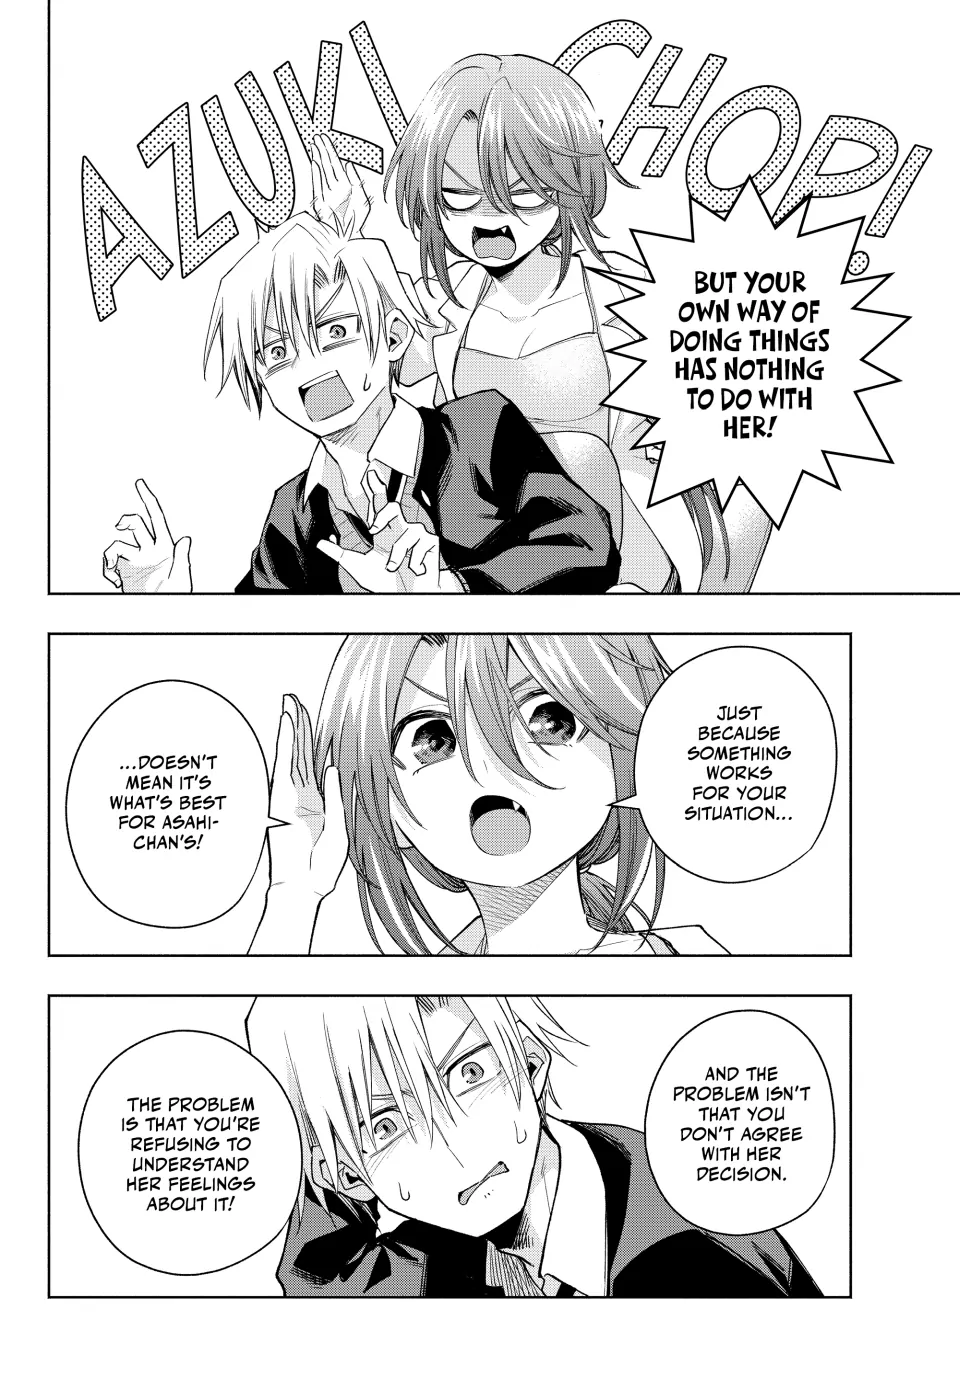 AZUKI CHOP!
BUT YOUR
OWN WAY OF
DOING THINGS
HAS NOTHING
TO DO WITH
HER!
JUST
BECAUSE
SOMETHING
WORKS
FOR YOUR
SITUATION...
...DOESN'T
MEAN IT'S
WHAT'S BEST
FOR ASAHI-
CHAN'S!
AND THE
PROBLEM ISN'T
THAT YOU
DON'T AGREE
WITH HER
DECISION.
THE PROBLEM
IS THAT YOU'RE
REFUSING TO
UNDERSTAND
HER FEELINGS
ABOUT IT!